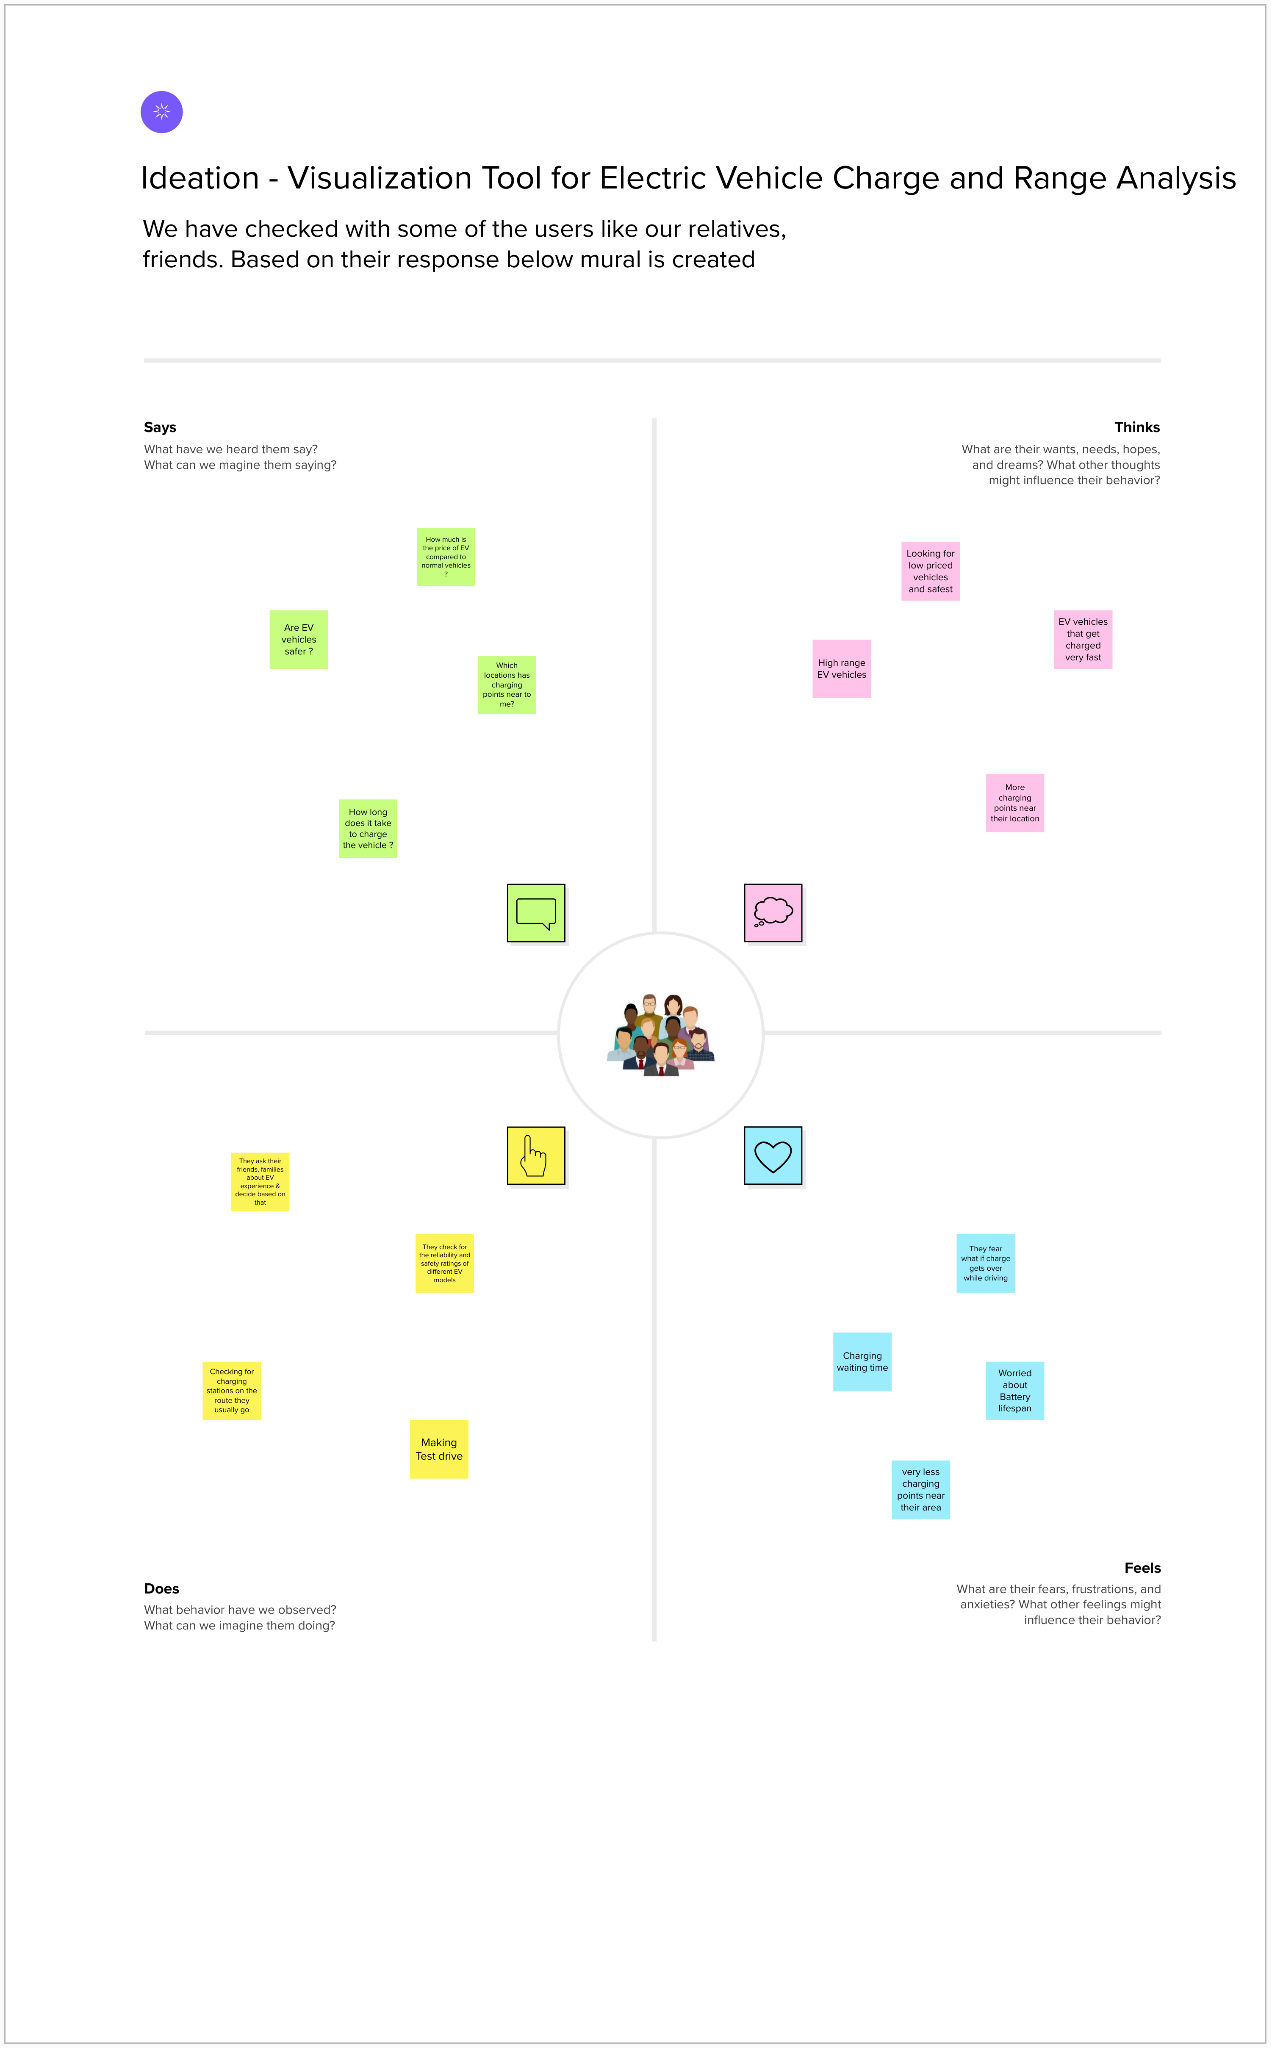 Ideation - Visualization Tool for Electric Vehicle Charge and Range Analysis
We have checked with some of the users like our relatives,
friends. Based on their response below mural is created
Says
What have we heard them say?
What can we magine them saying?
Thinks
What are their wants, needs, hopes,
and dreams? What other thoughts
might influence their behavior?
How much is
the price of EV
compared to
normal vehicles
?
Are EV
vehicles
safer ?
Which
locations has
charging
points near to
me?
How long
does it take
to charge
the vehicle ?
Looking for
low priced
vehicles
and safest
EV vehicles
that get
charged
very fast
High range
EV vehicles
More
charging
points near
their location
They ask their
friends, families
about EV
experience &
decide based on
that
They check for
the reliability and
safety ratings of
different EV
models
Checking for
charging
stations on the
route they
usually go
Making
Test drive
They fear
what if charge
gets over
while driving
Charging
waiting time
Worried
about
Battery
lifespan
very less
charging
points near
their area
Does
What behavior have we observed?
What can we imagine them doing?
Feels
What are their fears, frustrations, and
anxieties? What other feelings might
influence their behavior?